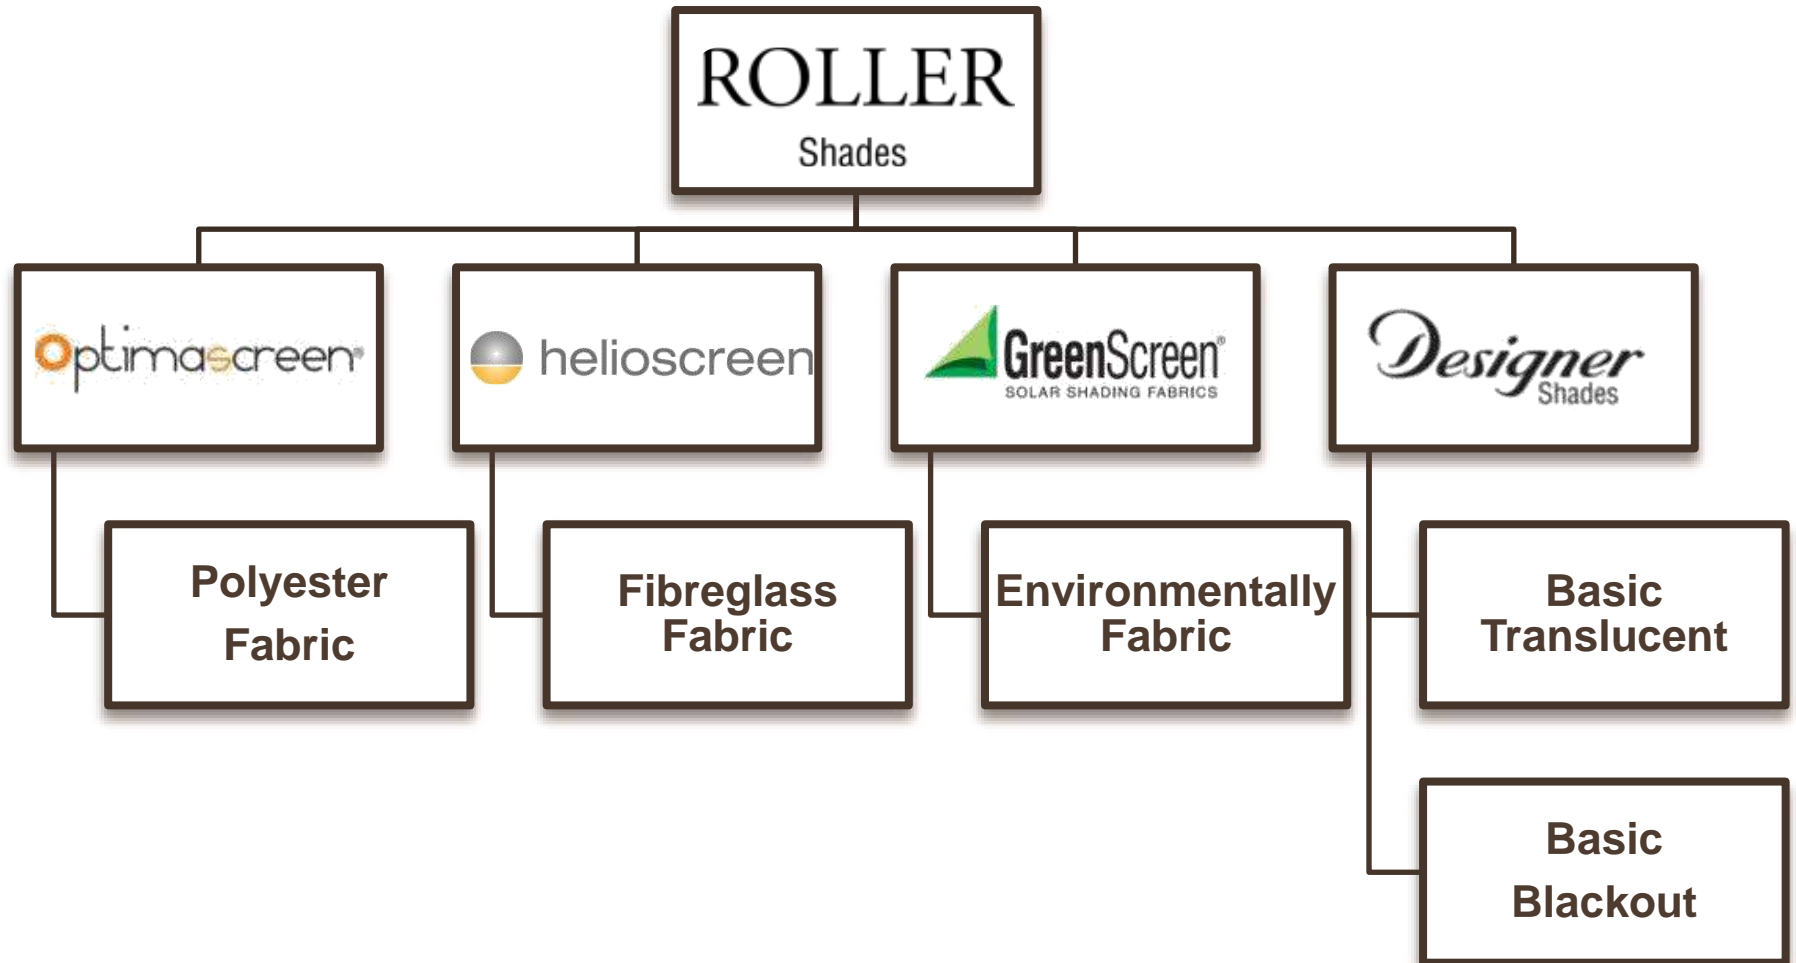 ROLLER
Shades
Optimascreen®
helioscreen
GreenScreen®
SOLAR SHADING FABRICS
Designer
Shades
Polyester
Fabric
Fibreglass
Fabric
Environmentally
Fabric
Basic
Translucent
Basic
Blackout